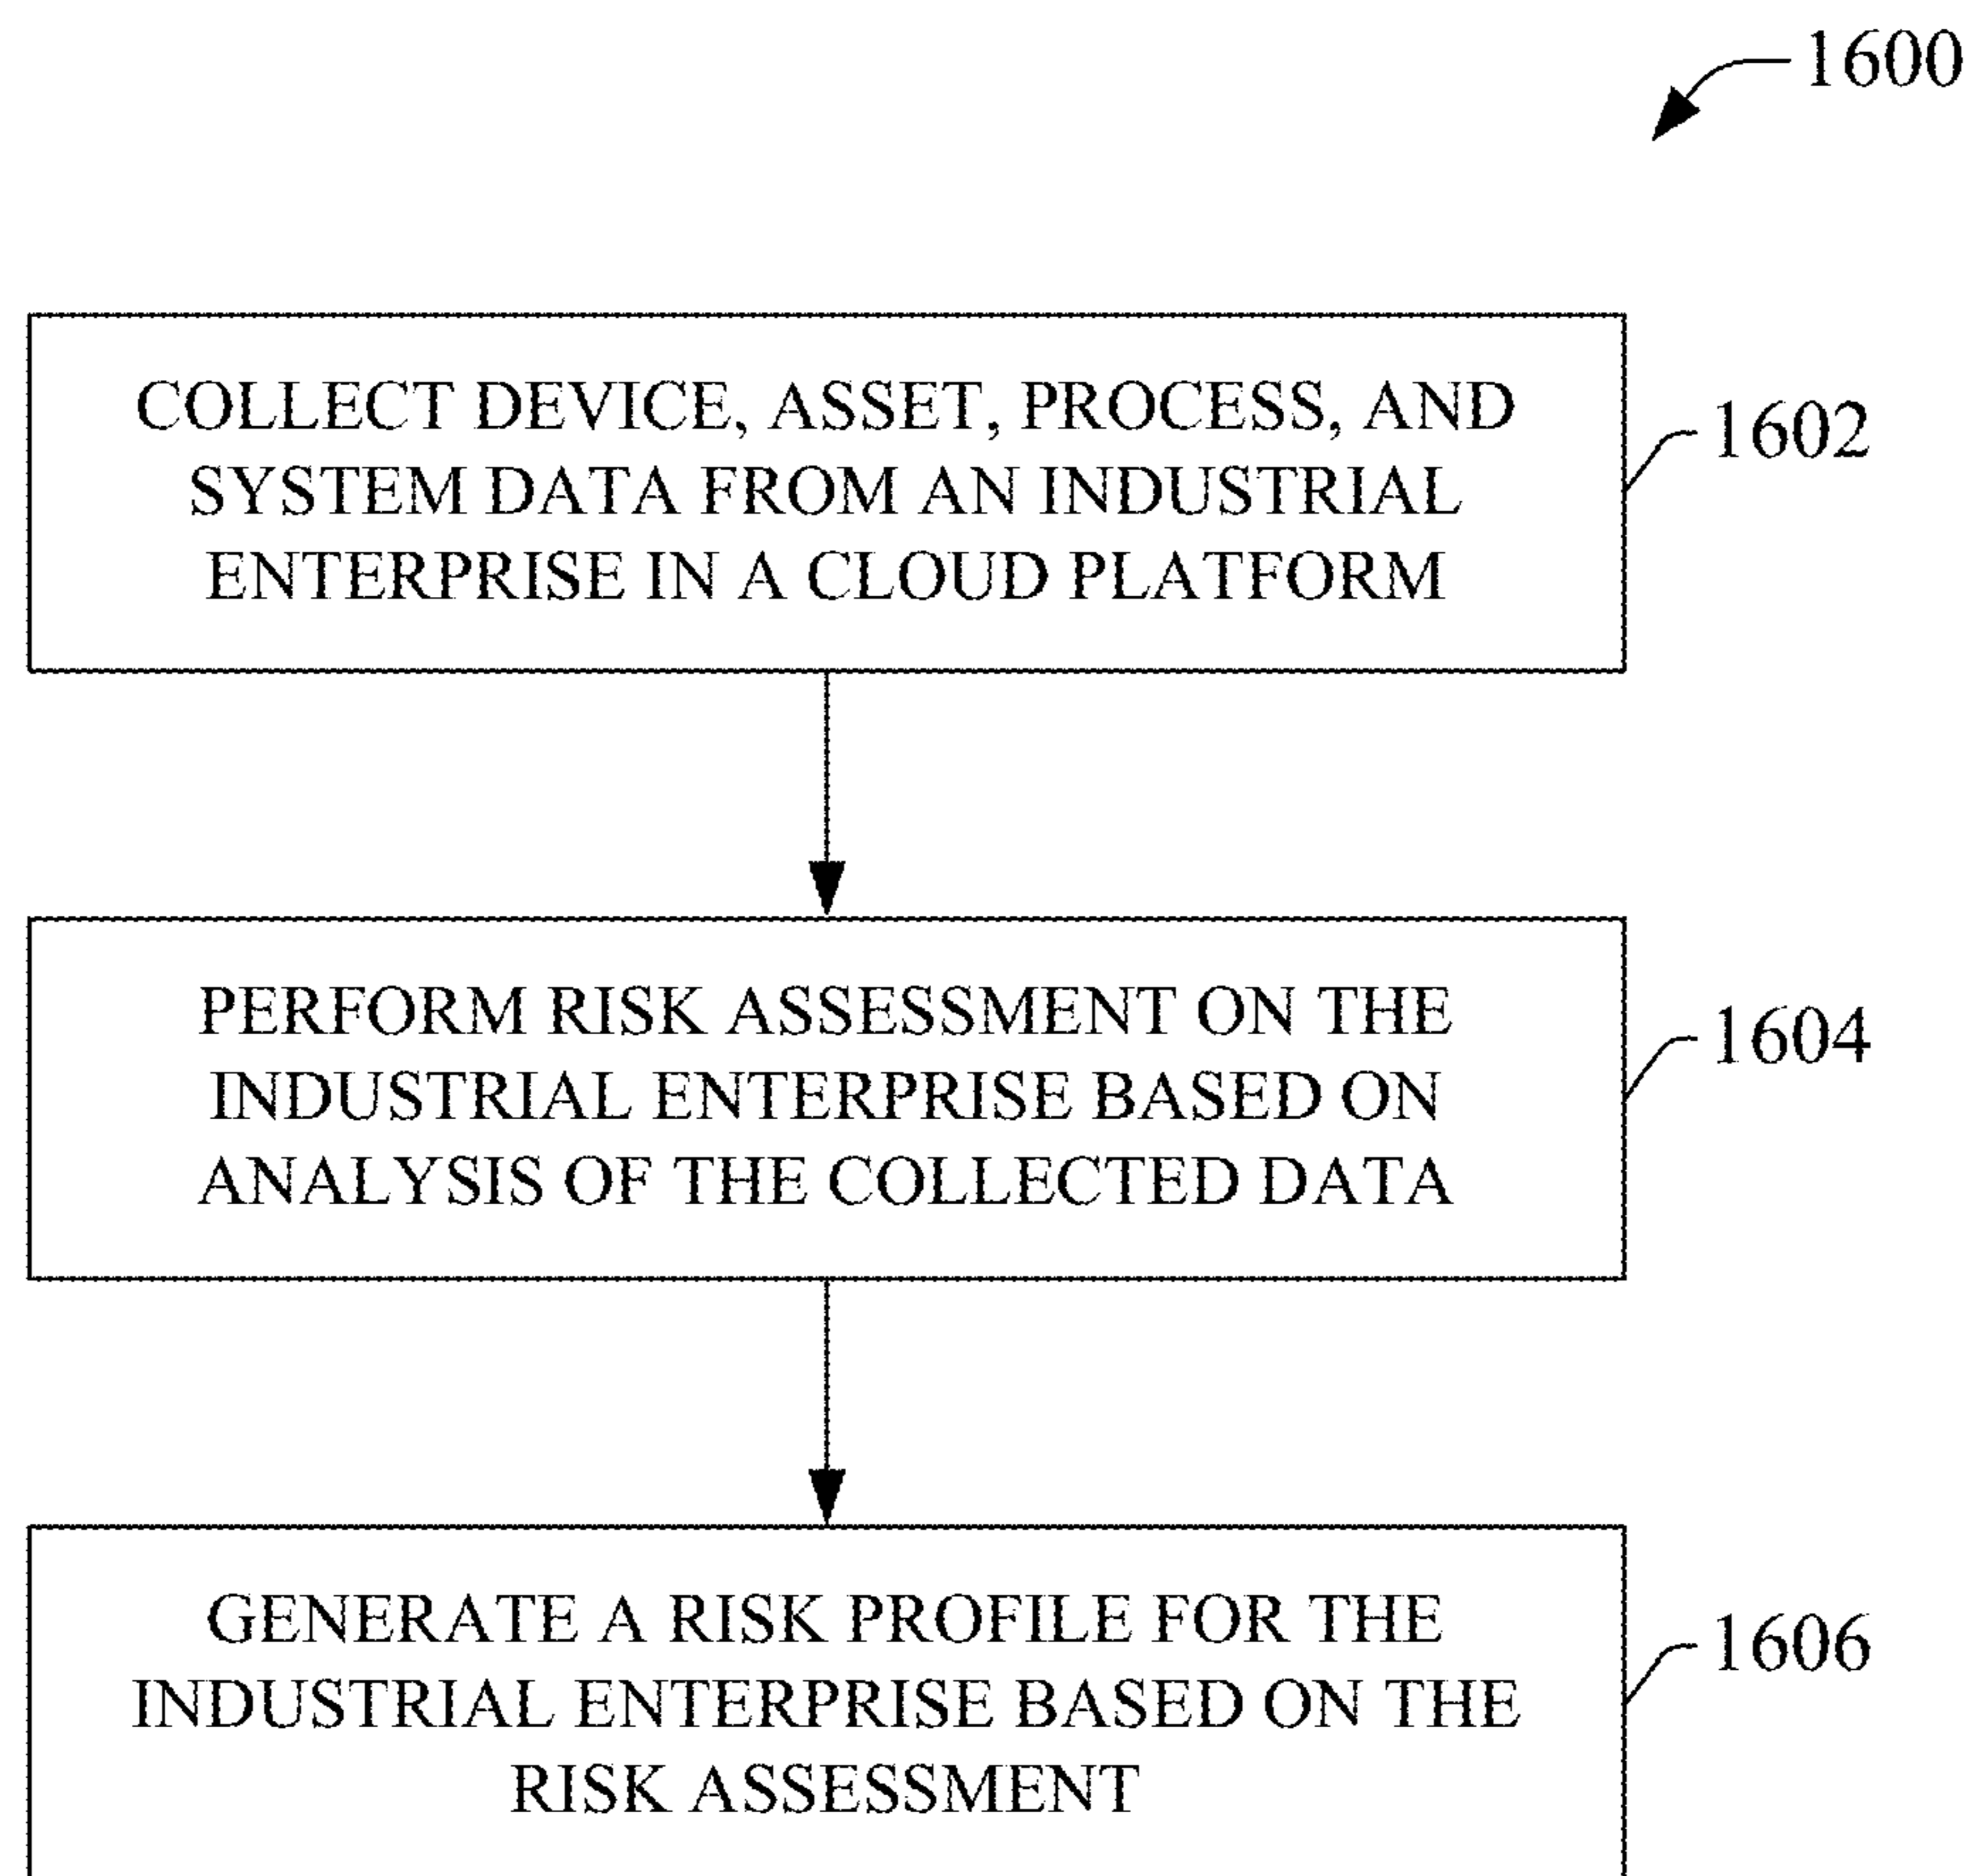 1600
COLLECT DEVICE, ASSET, PROCESS, AND
SYSTEM DATA FROM AN INDUSTRIAL
ENTERPRISE IN A CLOUD PLATFORM
1602
PERFORM RISK ASSESSMENT ON THE
INDUSTRIAL ENTERPRISE BASED ON
ANALYSIS OF THE COLLECTED DATA
1604
GENERATE A RISK PROFILE FOR THE
INDUSTRIAL ENTERPRISE BASED ON THE
RISK ASSESSMENT
1606